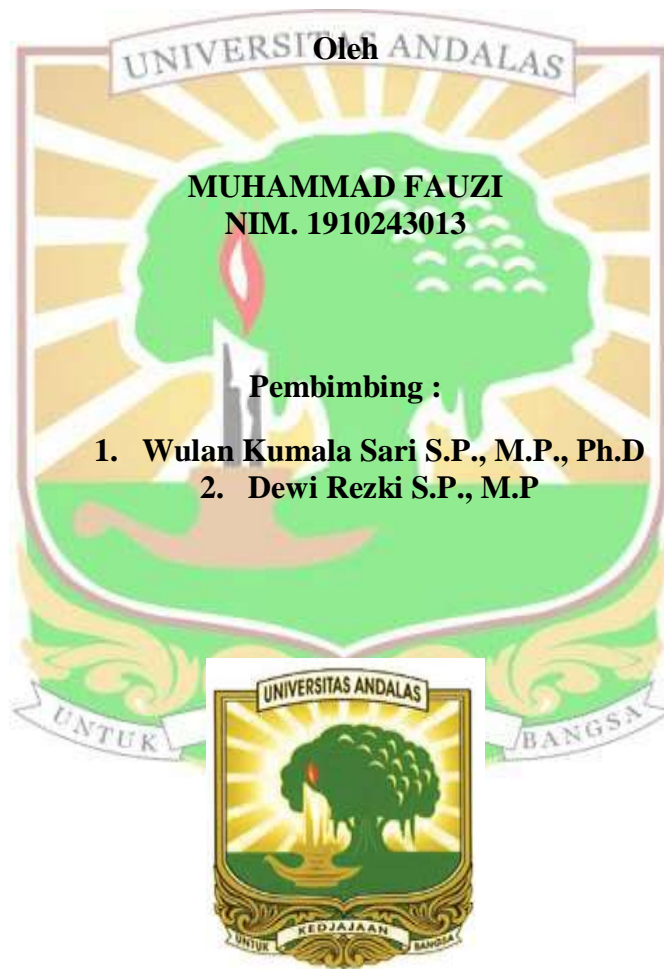 UNIVERSITAS ANDALAS
Oleh
MUHAMMAD FAUZI
NIM. 1910243013
Pembimbing :
1. Wulan Kumala Sari S.P., M.P., Ph.D
2. Dewi Rezki S.P., M.P
UNTUK BANGSA
UNIVERSITAS ANDALAS
UNTUK KEDJAJAAN BANGSA